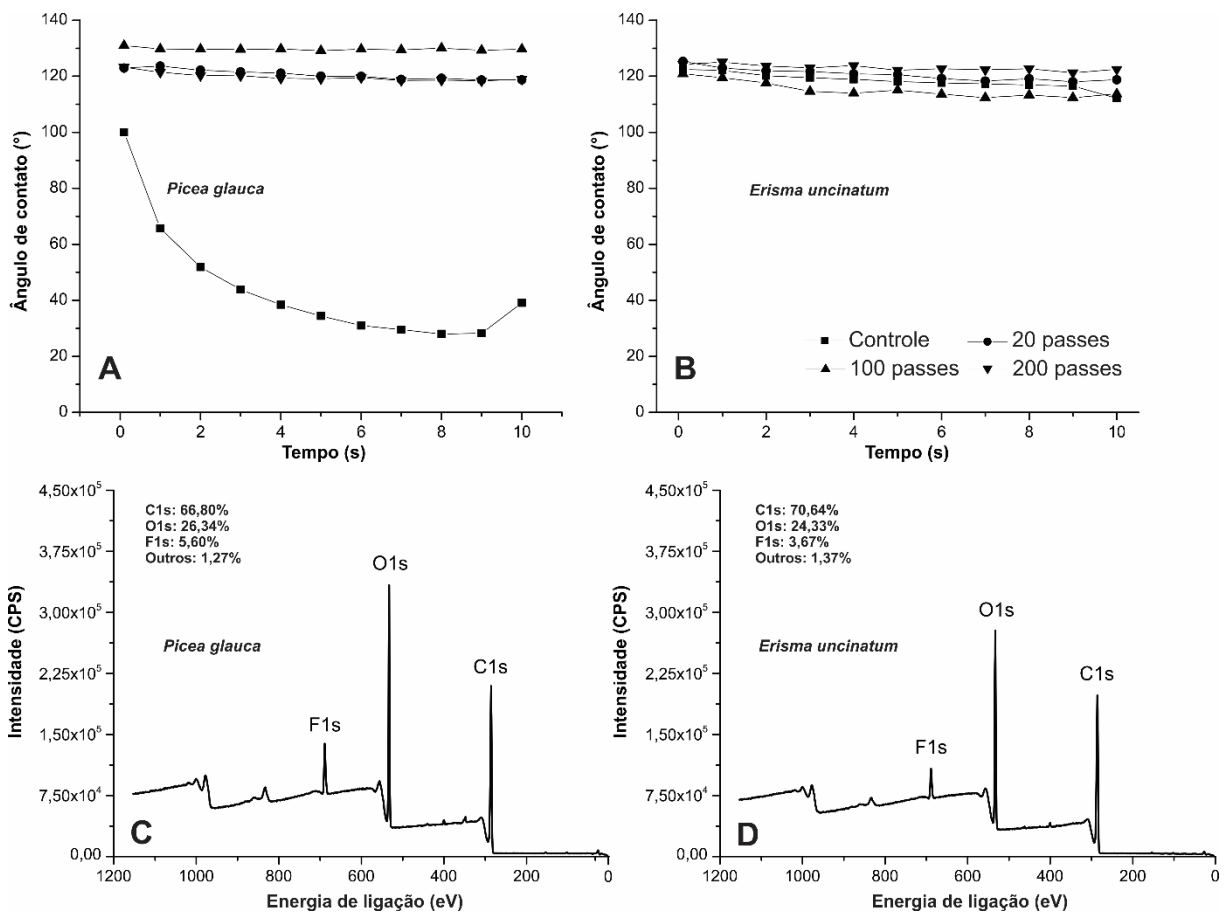 140
120
100
80
60
40
20
0
Ângulo de contato (°)
Picea glauca
A
0 2 4 6 8 10
Tempo (s)
140
120
100
80
60
40
20
0
Ângulo de contato (°)
Erisma uncinatum
Controle 20 passes
100 passes 200 passes
B
0 2 4 6 8 10
Tempo (s)
4,50x10⁵
3,75x10⁵
3,00x10⁵
2,25x10⁵
1,50x10⁵
7,50x10⁴
0,00
Intensidade (CPS)
C1s: 66,80%
O1s: 26,34%
F1s: 5,60%
Outros: 1,27%
O1s
Picea glauca
C1s
F1s
C
1200 1000 800 600 400 200 0
Energia de ligação (eV)
4,50x10⁵
3,75x10⁵
3,00x10⁵
2,25x10⁵
1,50x10⁵
7,50x10⁴
0,00
Intensidade (CPS)
C1s: 70,64%
O1s: 24,33%
F1s: 3,67%
Outros: 1,37%
O1s
Erisma uncinatum
C1s
F1s
D
1200 1000 800 600 400 200 0
Energia de ligação (eV)